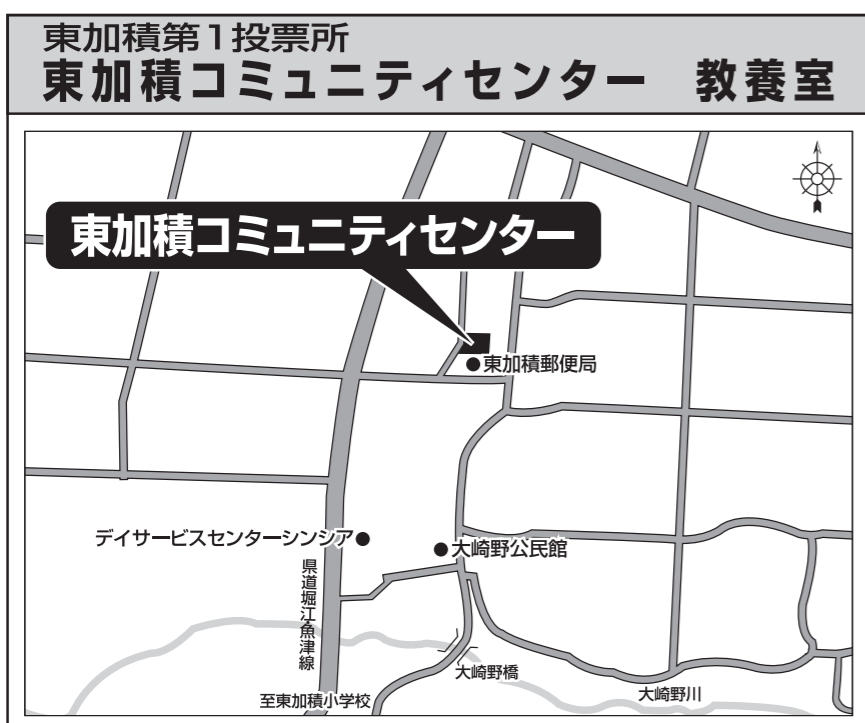 東加積第1投票所
東加積コミュニティセンター　教養室
東加積コミュニティセンター
東加積郵便局
デイサービスセンターシンシア
大崎野公民館
県道堀江魚津線
大崎野橋
至東加積小学校
大崎野川